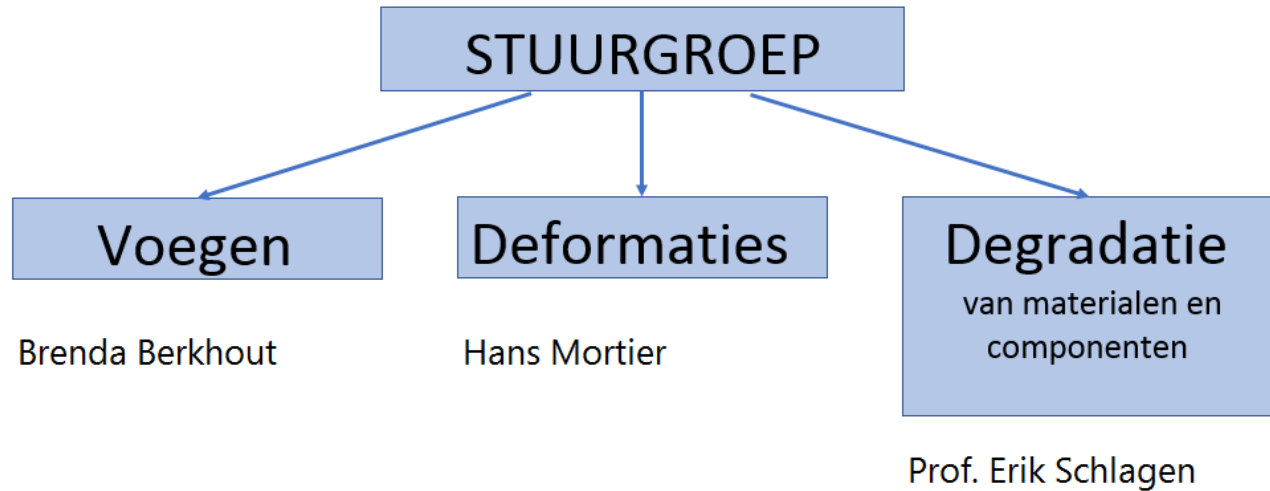 STUURGROEP
Voegen
Brenda Berkhout
Deformaties
Hans Mortier
Degradatie
van materialen en
componenten
Prof. Erik Schlagen